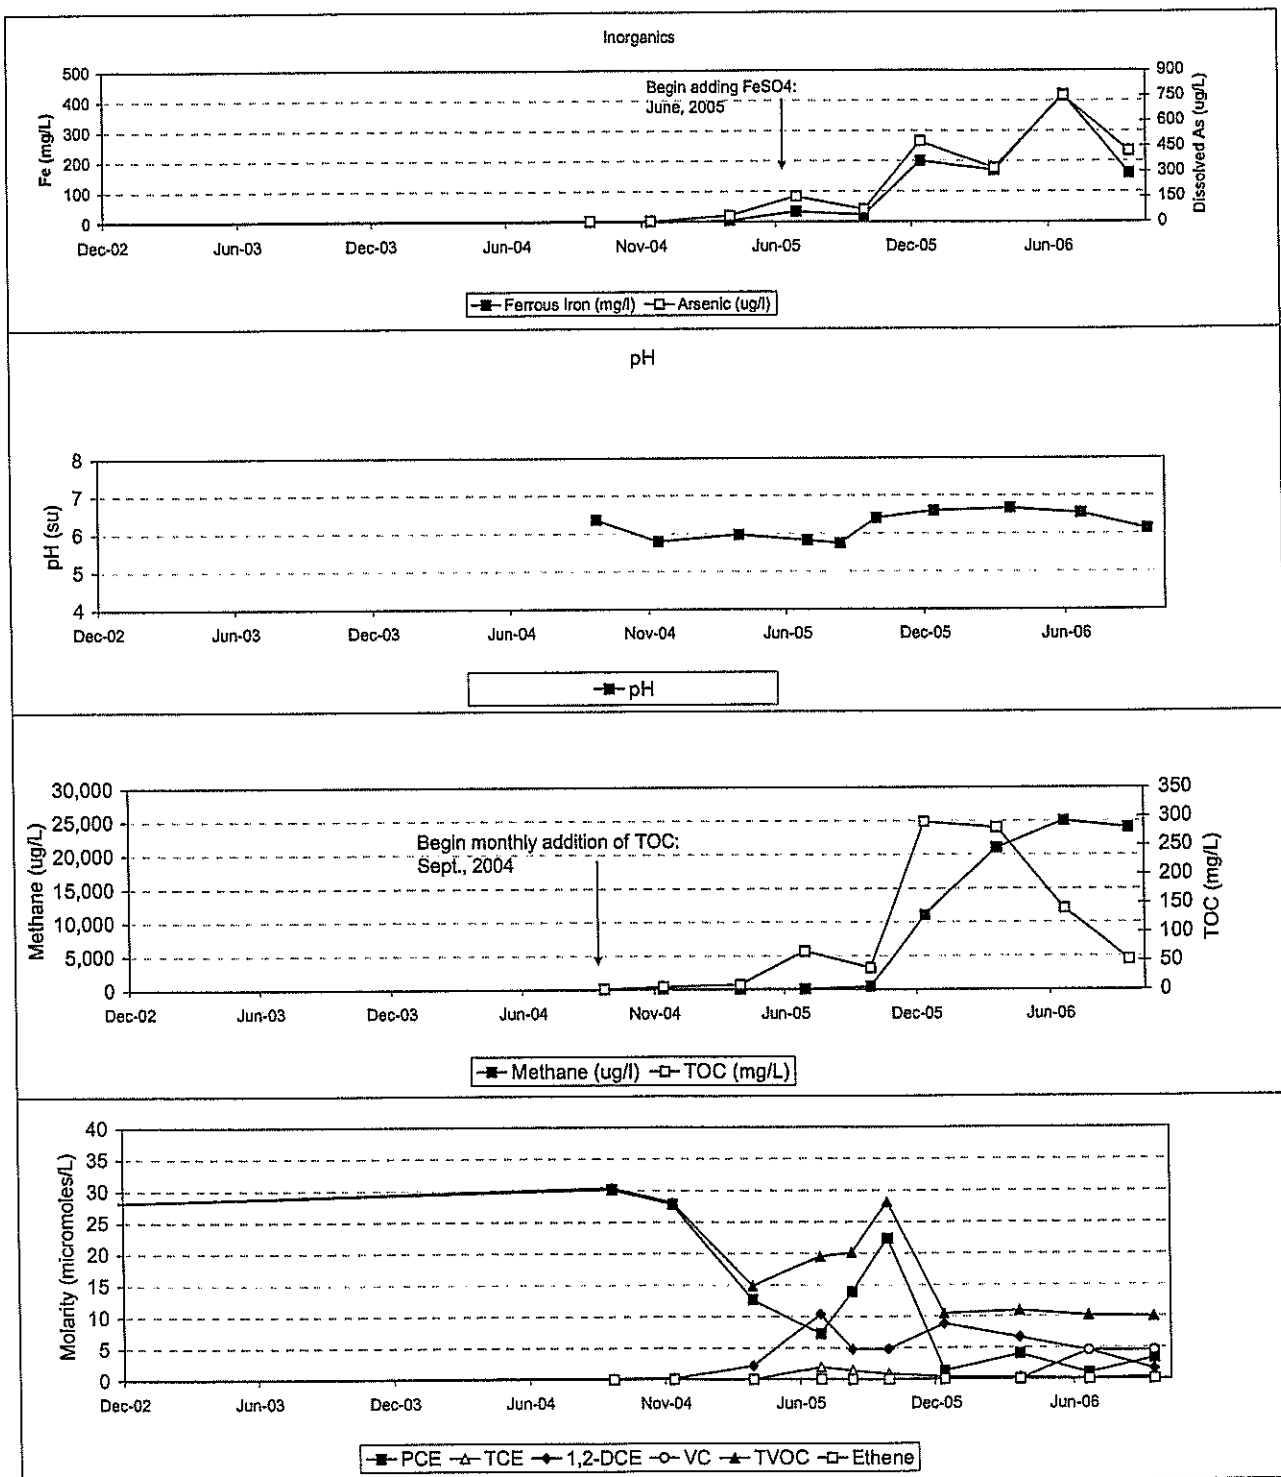 Inorganics
500
400
300
200
100
0
Fe (mg/L)
900
750
600
450
300
150
0
Dissolved As (ug/L)
Begin adding FeSO4:
June, 2005
Dec-02 Jun-03 Dec-03 Jun-04 Nov-04 Jun-05 Dec-05 Jun-06
Ferrous Iron (mg/l) Arsenic (ug/l)
pH
8
7
6
5
4
pH (su)
Dec-02 Jun-03 Dec-03 Jun-04 Nov-04 Jun-05 Dec-05 Jun-06
pH
30,000
25,000
20,000
15,000
10,000
5,000
0
Methane (ug/L)
350
300
250
200
150
100
50
0
TOC (mg/L)
Begin monthly addition of TOC:
Sept., 2004
Dec-02 Jun-03 Dec-03 Jun-04 Nov-04 Jun-05 Dec-05 Jun-06
Methane (ug/l) TOC (mg/L)
40
35
30
25
20
15
10
5
0
Molarity (micromoles/L)
Dec-02 Jun-03 Dec-03 Jun-04 Nov-04 Jun-05 Dec-05 Jun-06
PCE TCE 1,2-DCE VC TVOC Ethene